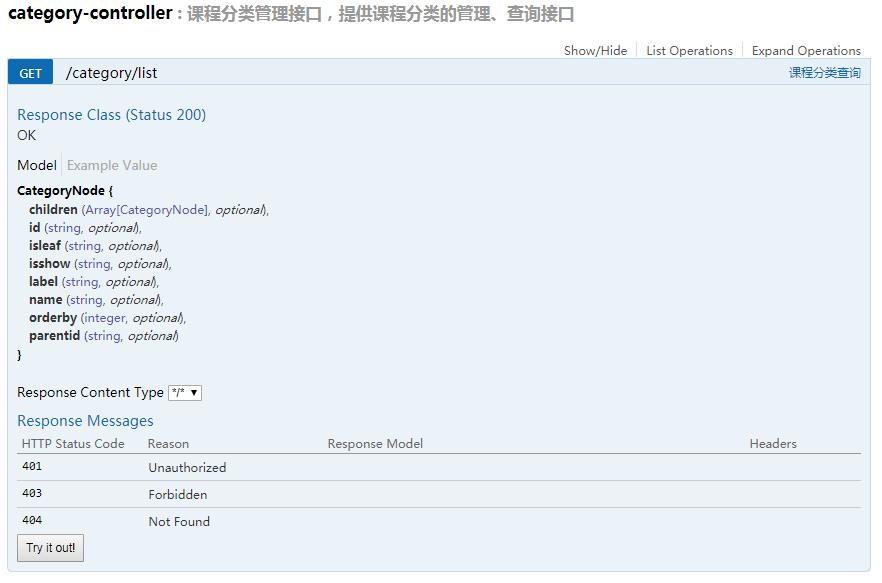 category-controller : 课程分类管理接口，提供课程分类的管理、查询接口
Show/Hide List Operations Expand Operations
GET /category/list 课程分类查询
Response Class (Status 200)
OK
Model Example Value
CategoryNode {
children (Array[CategoryNode], optional),
id (string, optional),
isleaf (string, optional),
isshow (string, optional),
label (string, optional),
name (string, optional),
orderby (integer, optional),
parentid (string, optional)
}
Response Content Type */*
Response Messages
HTTP Status Code Reason Response Model Headers
401 Unauthorized
403 Forbidden
404 Not Found
Try it out!